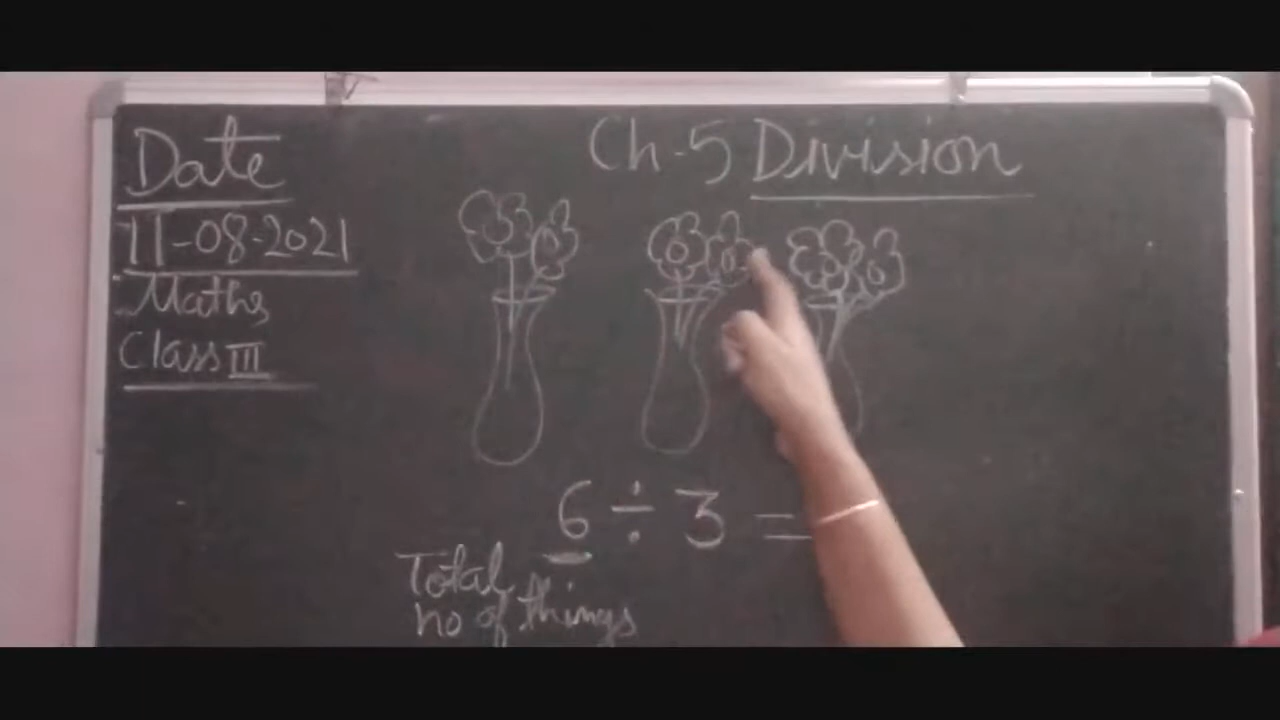 Date
11-08-2021
Maths
Class III
Ch-5 Division
6 ÷ 3 =
Total
no of things